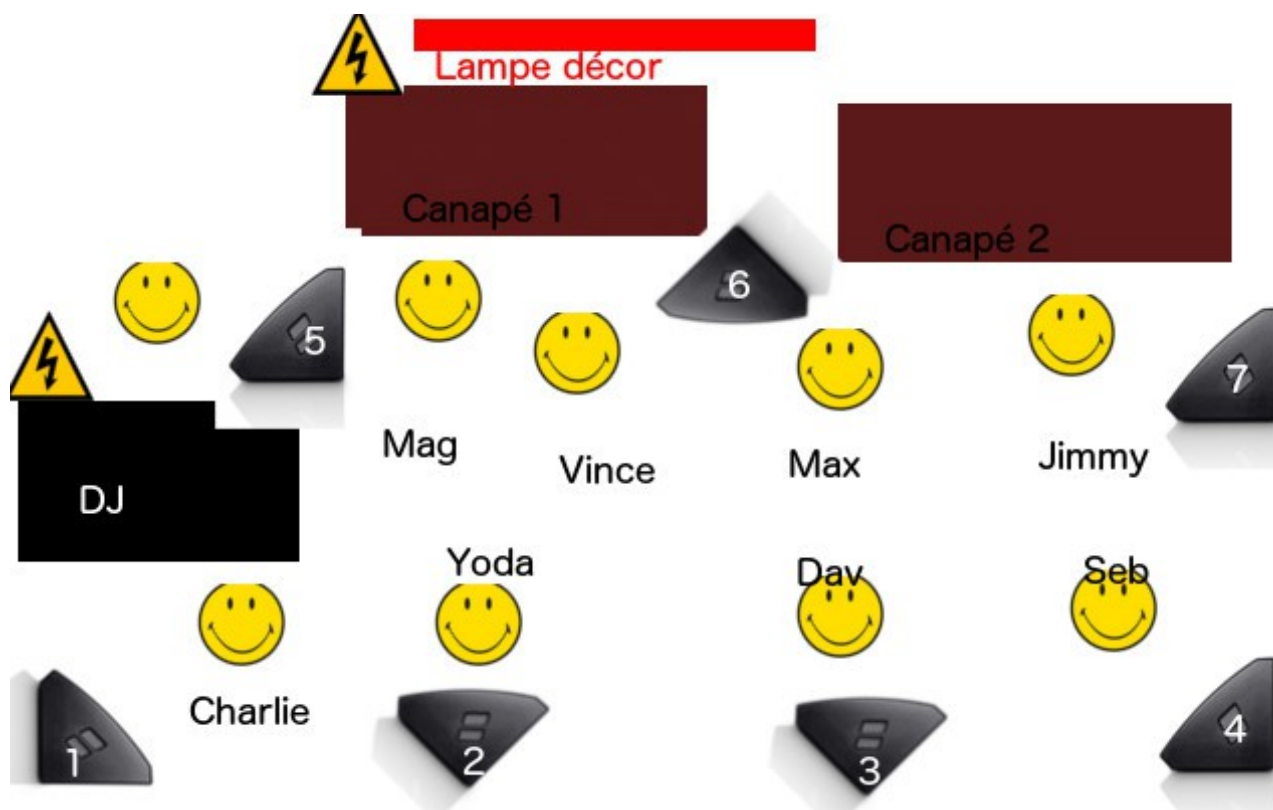 Lampe décor
Canapé 1
Canapé 2
6
5
7
Mag
Vince
Max
Jimmy
DJ
Yoda
Dav
Seb
Charlie
1
2
3
4